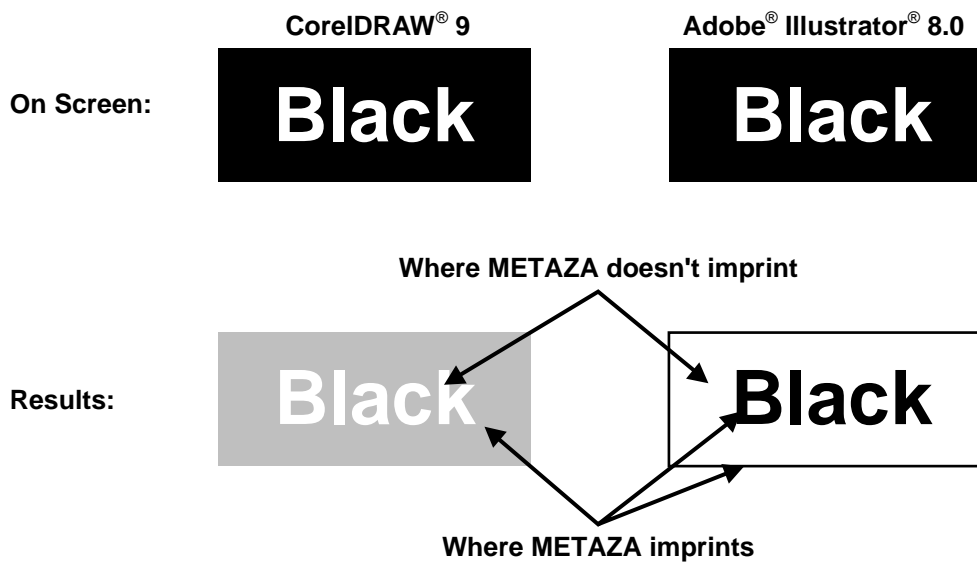 CorelDRAW® 9
Adobe® Illustrator® 8.0
On Screen:
Black
Black
Where METAZA doesn't imprint
Results:
Black
Black
Where METAZA imprints